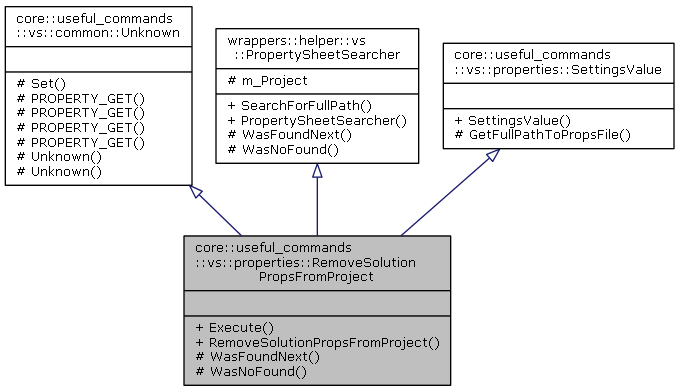 core::useful_commands
::vs::common::Unknown
# Set()
# PROPERTY_GET()
# PROPERTY_GET()
# PROPERTY_GET()
# PROPERTY_GET()
# Unknown()
# Unknown()
wrappers::helper::vs
::PropertySheetSearcher
# m_Project
+ SearchForFullPath()
+ PropertySheetSearcher()
# WasFoundNext()
# WasNoFound()
core::useful_commands
::vs::properties::SettingsValue
+ SettingsValue()
# GetFullPathToPropsFile()
core::useful_commands
::vs::properties::RemoveSolution
PropsFromProject
+ Execute()
+ RemoveSolutionPropsFromProject()
# WasFoundNext()
# WasNoFound()